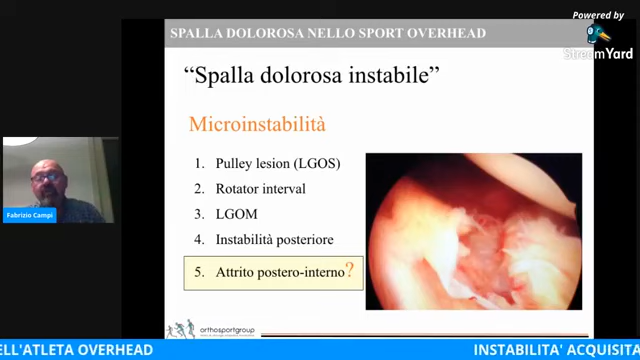 SPALLA DOLOROSA NELLO SPORT OVERHEAD
Powered by
StreamYard
“Spalla dolorosa instabile”
Microinstabilità
1. Pulley lesion (LGOS)
2. Rotator interval
3. LGOM
4. Instabilità posteriore
5. Attrito postero-interno?
Fabrizio Campi
orthosportgroup
ELL'ATLETA OVERHEAD
INSTABILITA' ACQUISITA